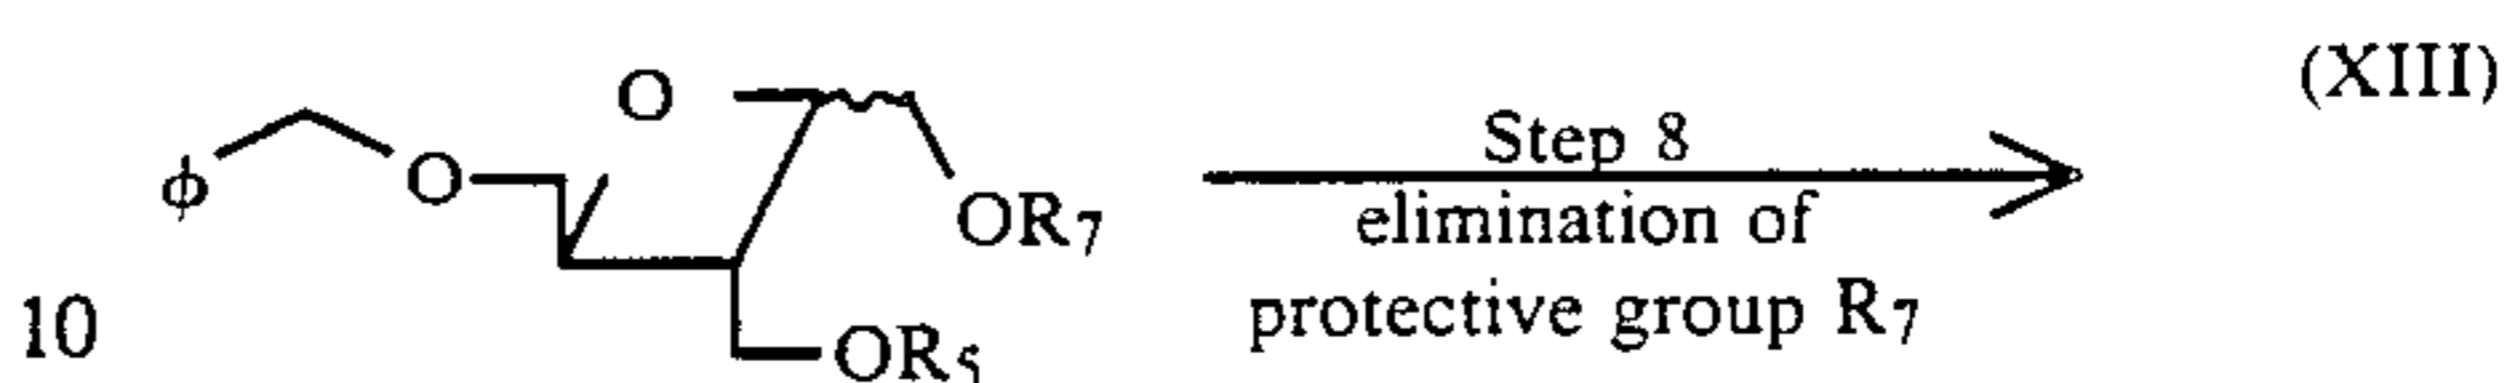 (XIII)
O
Step 8
ϕ
O
OR7
elimination of
protective group R7
10
OR5